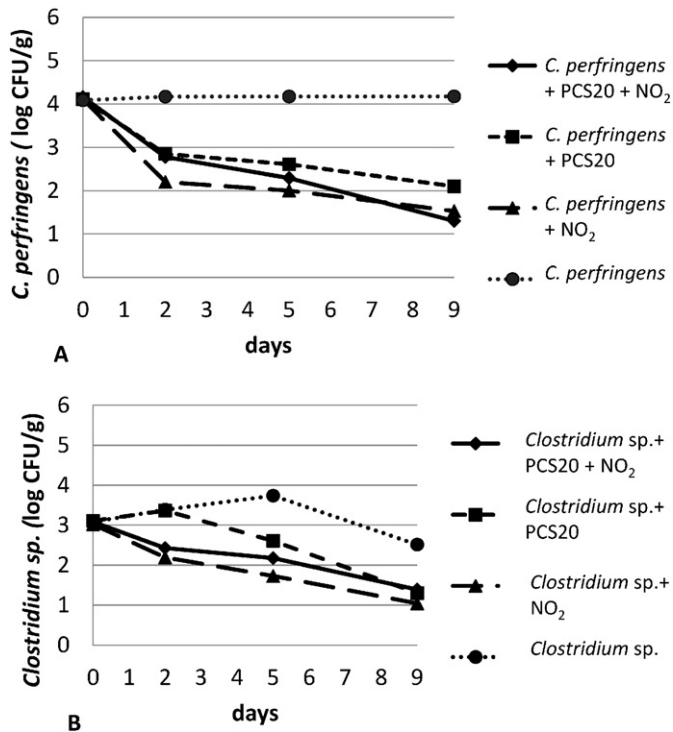 6
5
4
3
2
1
0
C. perfringens ( log CFU/g)
0 1 2 3 4 5 6 7 8 9
days
A
C. perfringens
+ PCS20 + NO₂
C. perfringens
+ PCS20
C. perfringens
+ NO₂
C. perfringens
6
5
4
3
2
1
0
Clostridium sp. (log CFU/g)
0 1 2 3 4 5 6 7 8 9
days
B
Clostridium sp.+
PCS20 + NO₂
Clostridium sp.+
PCS20
Clostridium sp.+
NO₂
Clostridium sp.